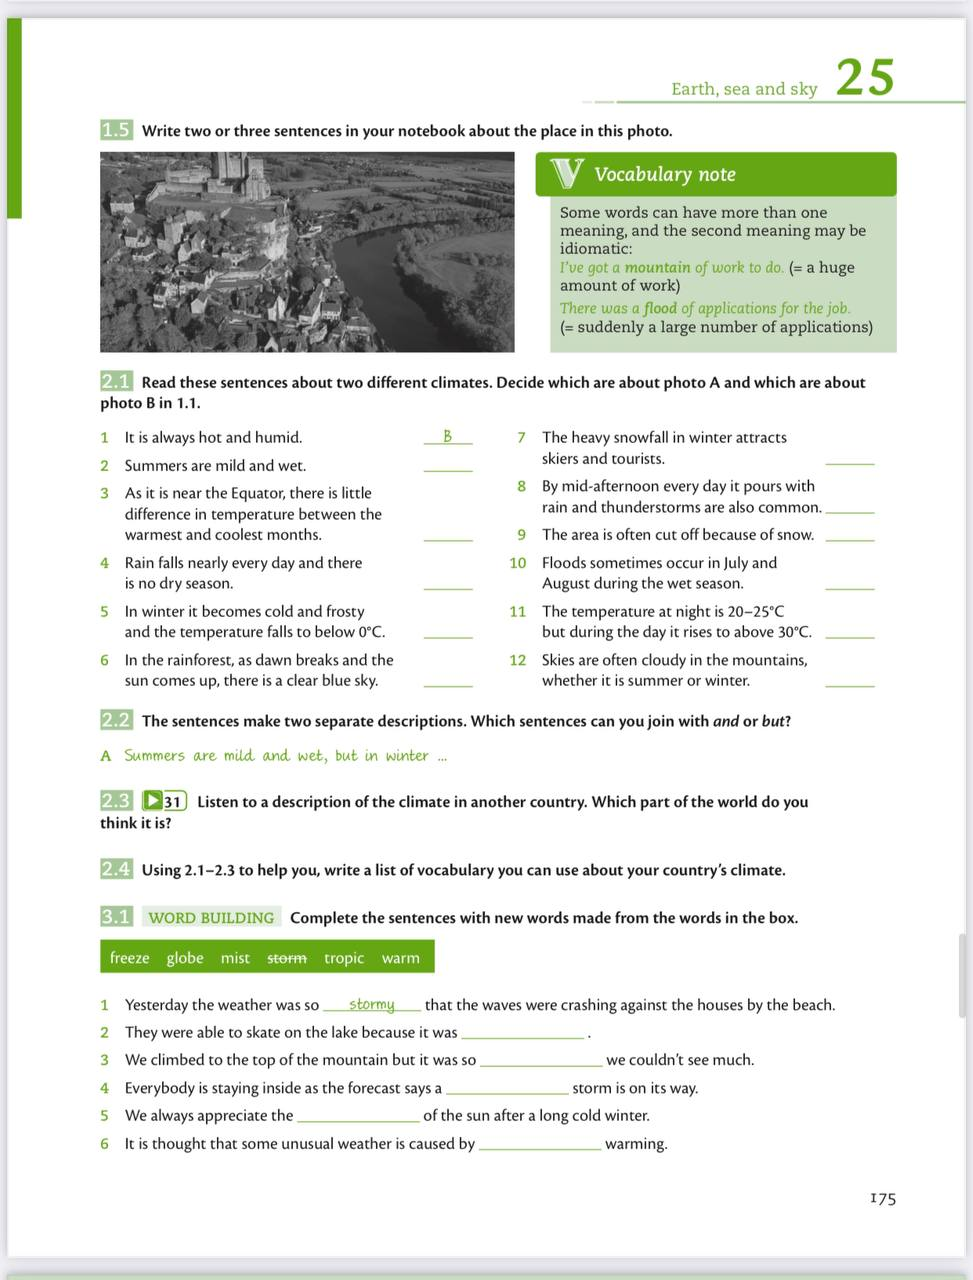 Earth, sea and sky 25
1.5 Write two or three sentences in your notebook about the place in this photo.
V Vocabulary note
Some words can have more than one
meaning, and the second meaning may be
idiomatic:
I've got a mountain of work to do. (= a huge
amount of work)
There was a flood of applications for the job.
(= suddenly a large number of applications)
2.1 Read these sentences about two different climates. Decide which are about photo A and which are about
photo B in 1.1.
1 It is always hot and humid. B
2 Summers are mild and wet.
3 As it is near the Equator, there is little
difference in temperature between the
warmest and coolest months.
4 Rain falls nearly every day and there
is no dry season.
5 In winter it becomes cold and frosty
and the temperature falls to below 0°C.
6 In the rainforest, as dawn breaks and the
sun comes up, there is a clear blue sky.
7 The heavy snowfall in winter attracts
skiers and tourists.
8 By mid-afternoon every day it pours with
rain and thunderstorms are also common.
9 The area is often cut off because of snow.
10 Floods sometimes occur in July and
August during the wet season.
11 The temperature at night is 20–25°C
but during the day it rises to above 30°C.
12 Skies are often cloudy in the mountains,
whether it is summer or winter.
2.2 The sentences make two separate descriptions. Which sentences can you join with and or but?
A Summers are mild and wet, but in winter ...
2.3 31 Listen to a description of the climate in another country. Which part of the world do you
think it is?
2.4 Using 2.1–2.3 to help you, write a list of vocabulary you can use about your country's climate.
3.1 WORD BUILDING Complete the sentences with new words made from the words in the box.
freeze globe mist storm tropic warm
1 Yesterday the weather was so stormy that the waves were crashing against the houses by the beach.
2 They were able to skate on the lake because it was .
3 We climbed to the top of the mountain but it was so we couldn't see much.
4 Everybody is staying inside as the forecast says a storm is on its way.
5 We always appreciate the of the sun after a long cold winter.
6 It is thought that some unusual weather is caused by warming.
175